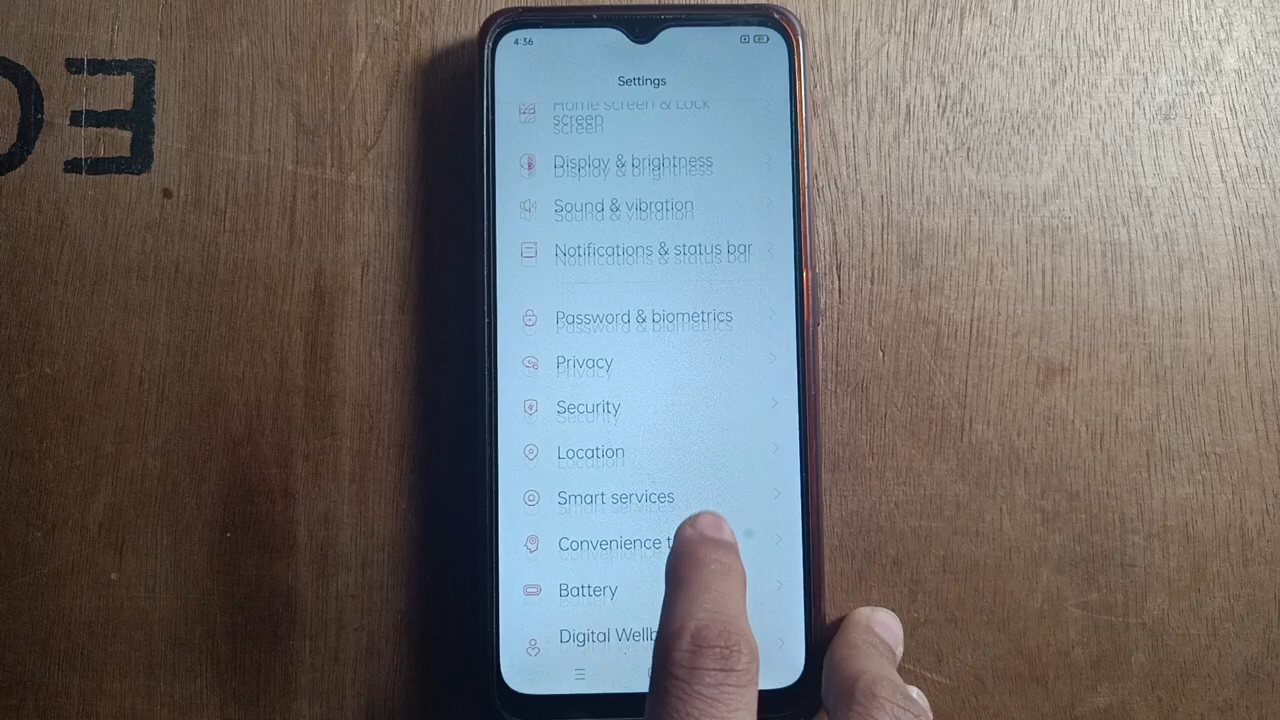 4:36
Settings
Home screen & Lock
screen
Display & brightness
Sound & vibration
Notifications & status bar
Password & biometrics
Privacy
Security
Location
Smart services
Convenience t
Battery
Digital Wellb